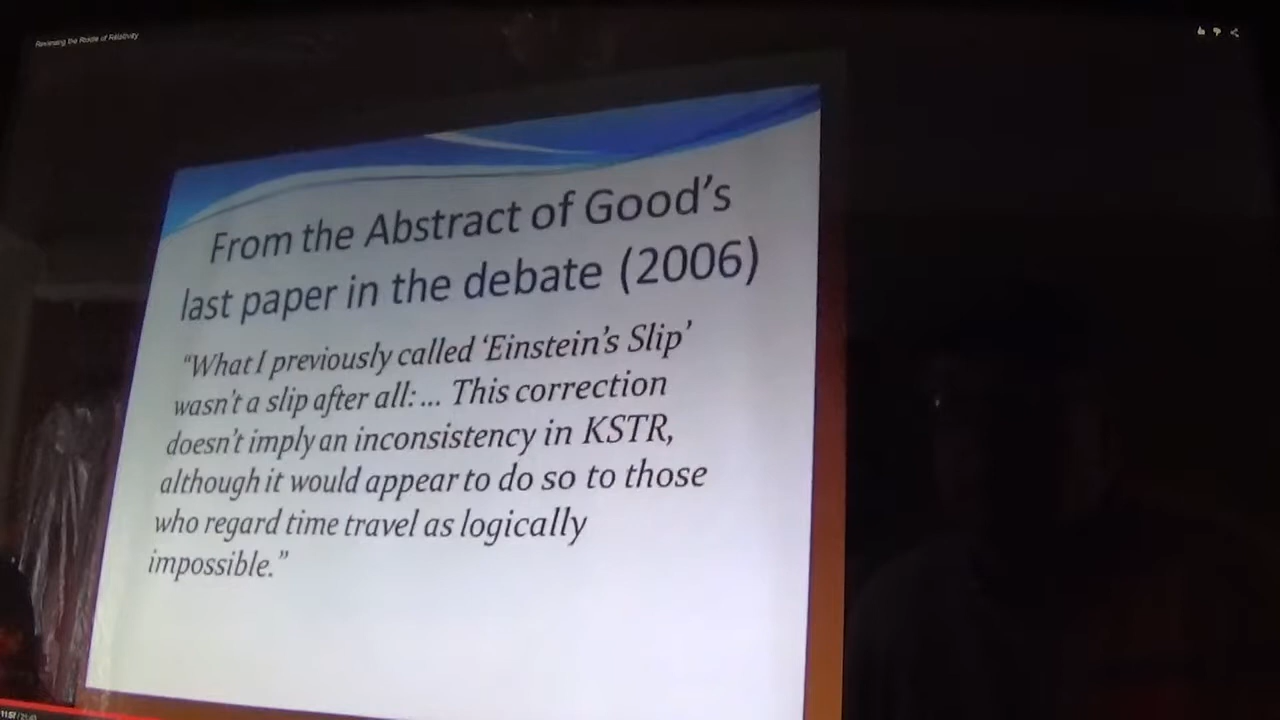 From the Abstract of Good's
last paper in the debate (2006)
“What I previously called ‘Einstein’s Slip’
wasn’t a slip after all: ... This correction
doesn’t imply an inconsistency in KSTR,
although it would appear to do so to those
who regard time travel as logically
impossible.”